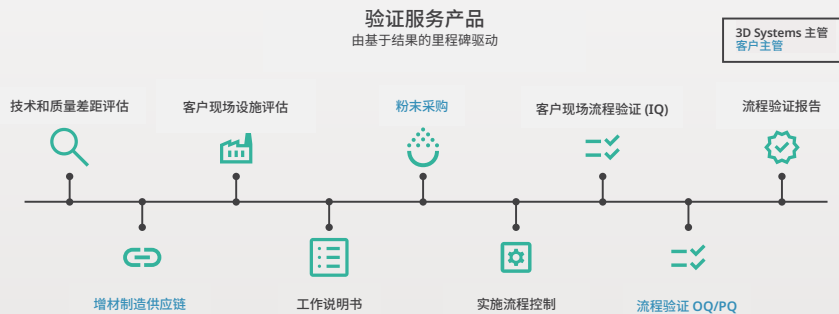 验证服务产品
由基于结果的里程碑驱动
3D Systems 主管
客户主管
技术和质量差距评估
客户现场设施评估
粉末采购
客户现场流程验证 (IQ)
流程验证报告
增材制造供应链
工作说明书
实施流程控制
流程验证 OQ/PQ